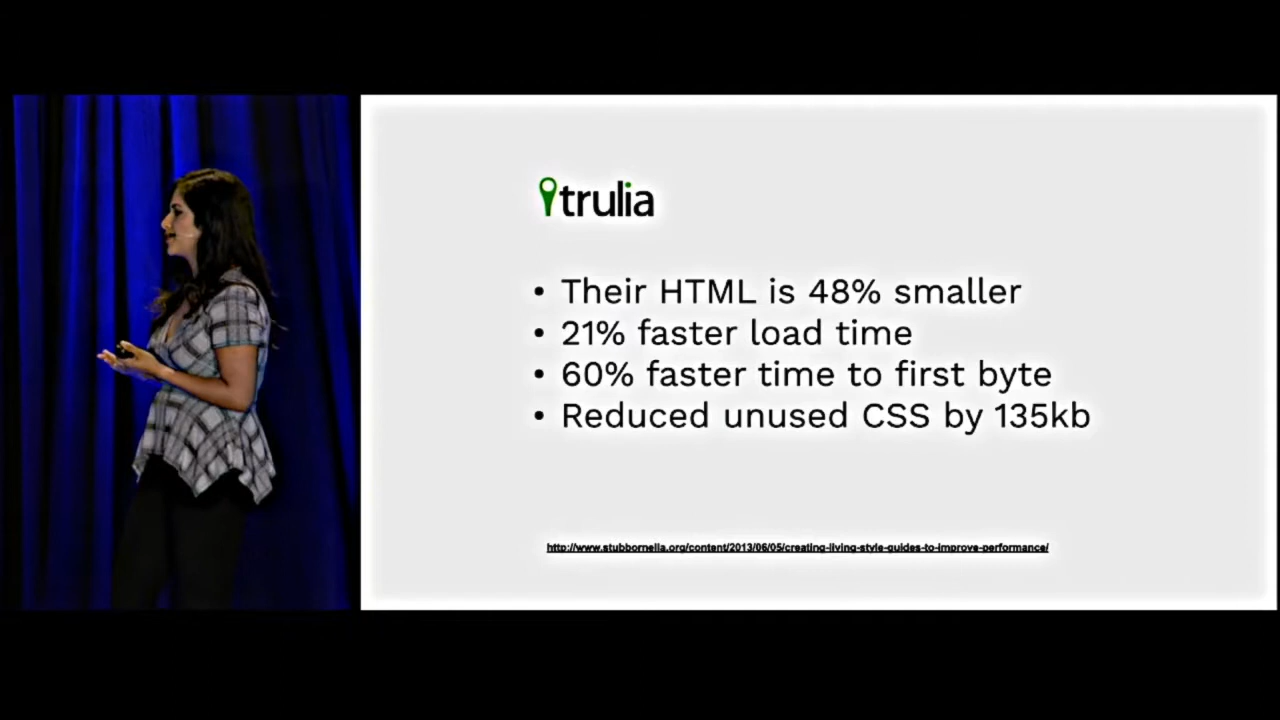 trulia
• Their HTML is 48% smaller
• 21% faster load time
• 60% faster time to first byte
• Reduced unused CSS by 135kb
http://www.stubbornella.org/content/2013/06/05/creating-living-style-guides-to-improve-performance/